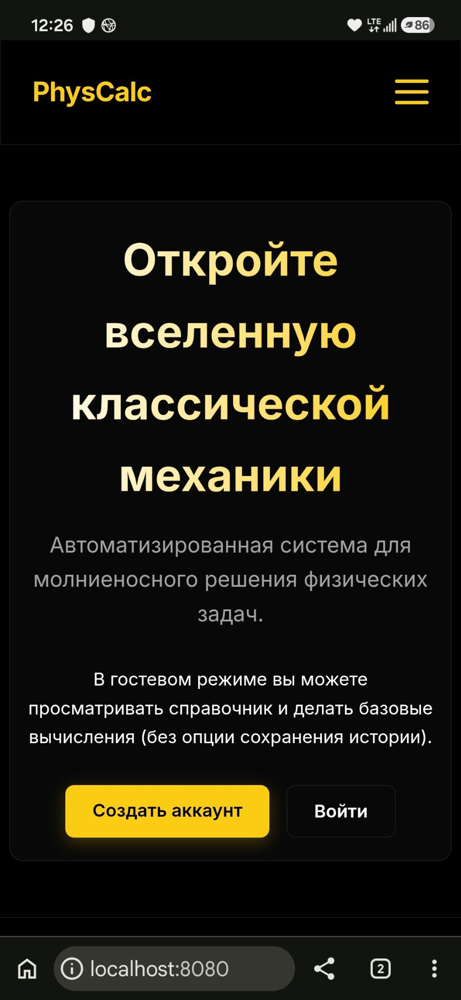 12:26
LTE
86
PhysCalc
Откройте
вселенную
классической
механики
Автоматизированная система для
молниеносного решения физических
задач.
В гостевом режиме вы можете
просматривать справочник и делать базовые
вычисления (без опции сохранения истории).
Создать аккаунт
Войти
localhost:8080
2